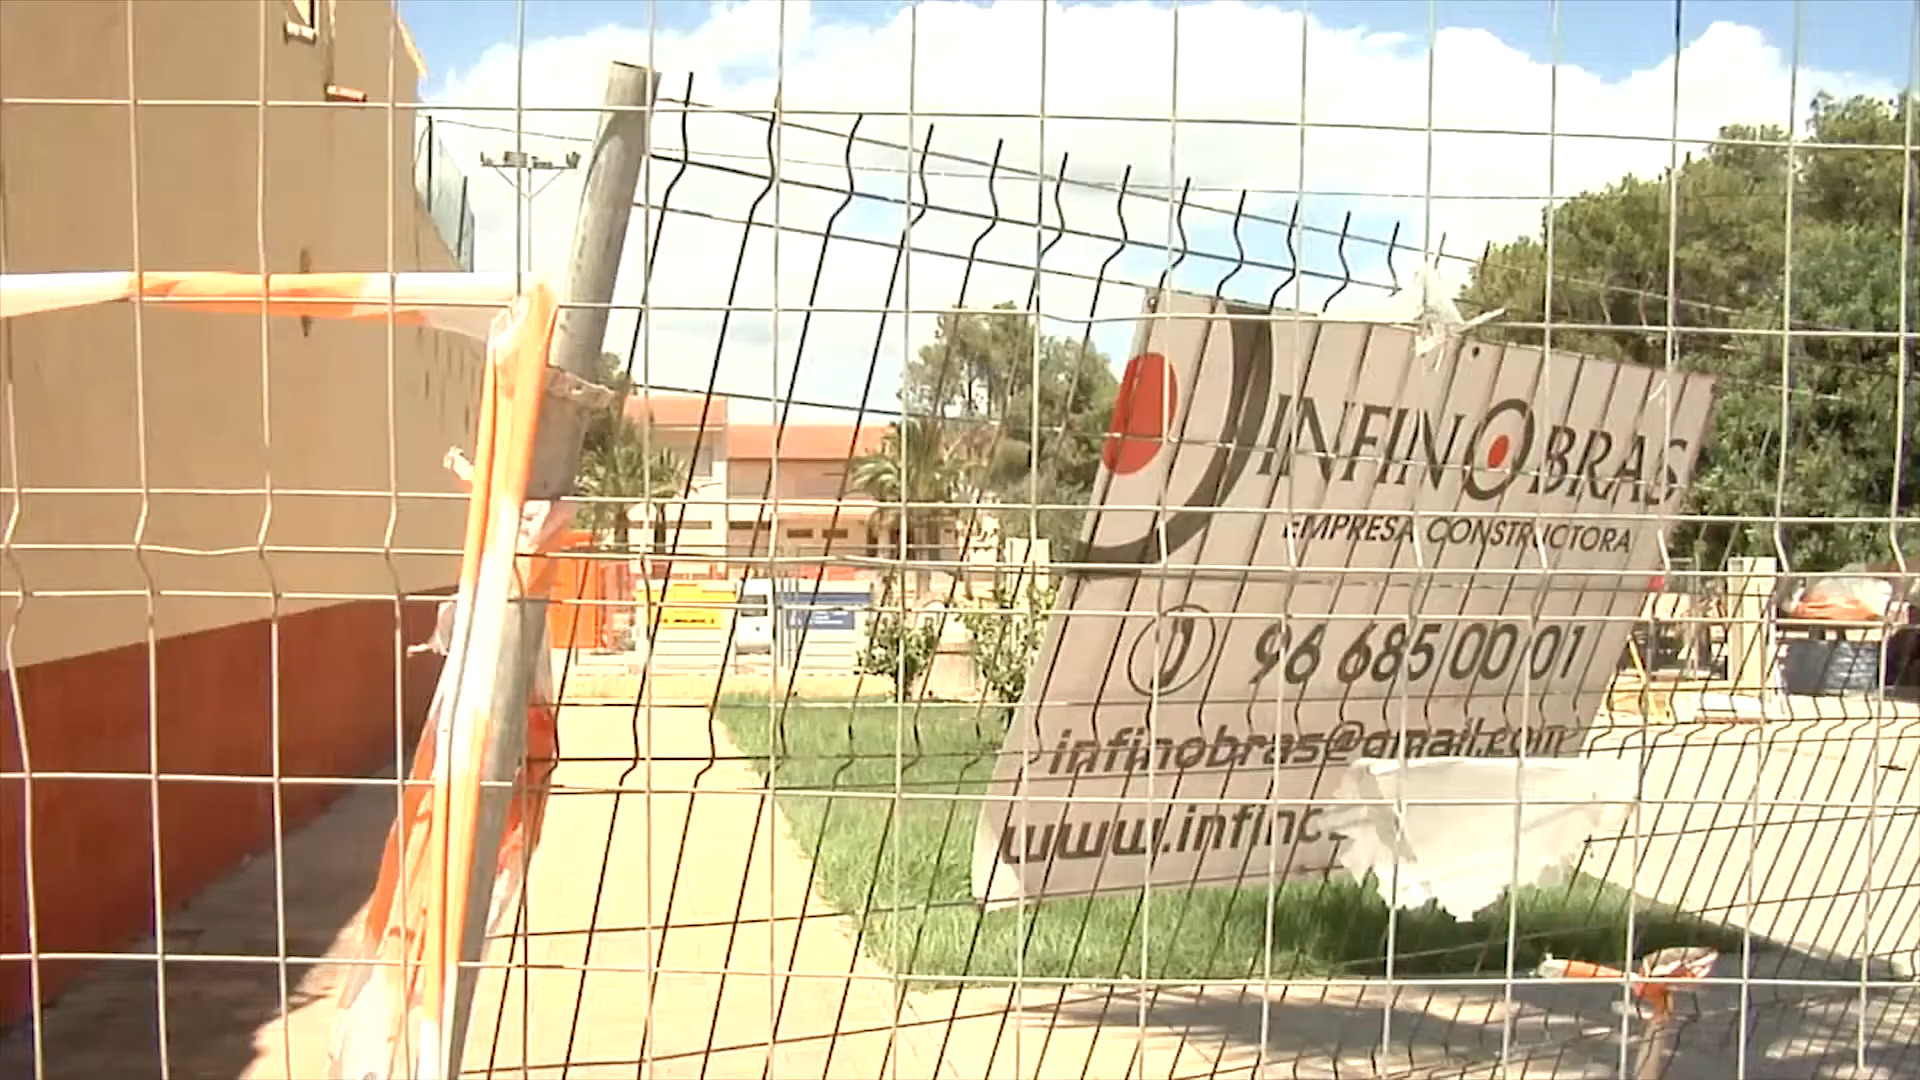 INFINOBRAS
EMPRESA CONSTRUCTORA
96 685 00 01
infinobras@gmail.com
www.infino